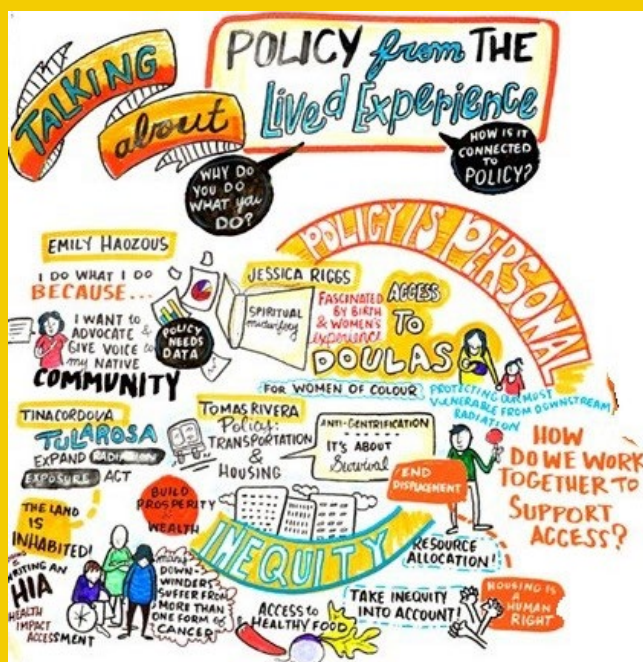 TALKING
about
POLICY from THE
Lived Experience
WHY DO
YOU DO
WHAT you
DO?
HOW IS IT
CONNECTED
TO
POLICY?
POLICY IS PERSONAL
EMILY HAOZOUS
I DO WHAT I DO
BECAUSE...
I WANT to
ADVOCATE &
GIVE VOICE to
my NATIVE
COMMUNITY
POLICY
NEEDS
DATA
JESSICA RIGGS
SPIRITUAL
midwifery
FASCINATED
BY BIRTH
& WOMEN'S
experience
ACCESS
TO
DOULAS
FOR WOMEN OF COLOUR
PROTECTING OUR MOST
VULNERABLE FROM DOWNSTREAM
RADIATION
TINA CORDOVA
TULAROSA
EXPAND RADIATION
EXPOSURE ACT
TOMAS RIVERA
Policy:
TRANSPORTATION
&
HOUSING
ANTI-GENTRIFICATION
IT'S ABOUT
Survival
END
DISPLACEMENT
HOW
DO WE WORK
TOGETHER TO
SUPPORT
ACCESS?
THE LAND
IS
INHABITED!
BUILD
PROSPERITY
&
WEALTH
INEQUITY
RESOURCE
ALLOCATION!
WRITING AN
HIA
HEALTH
IMPACT
ACCESSMENT
many
DOWN-
WINDERS
SUFFER FROM
MORE THAN
ONE FORM of
CANCER
ACCESS to
HEALTHY FOOD
TAKE INEQUITY
INTO ACCOUNT!
HOUSING IS
A
HUMAN
RIGHT